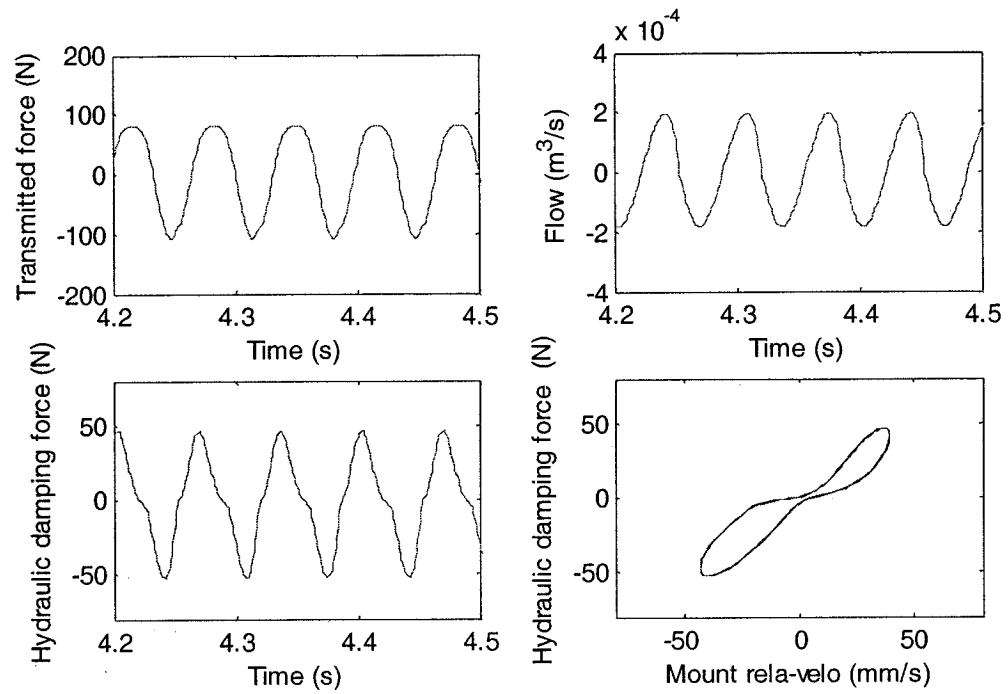 Transmitted force (N)
200
100
0
-100
-200
4.2 4.3 4.4 4.5
Time (s)
x 10⁻⁴
Flow (m³/s)
4
2
0
-2
-4
4.2 4.3 4.4 4.5
Time (s)
Hydraulic damping force (N)
50
0
-50
4.2 4.3 4.4 4.5
Time (s)
Hydraulic damping force (N)
50
0
-50
-50 0 50
Mount rela-velo (mm/s)